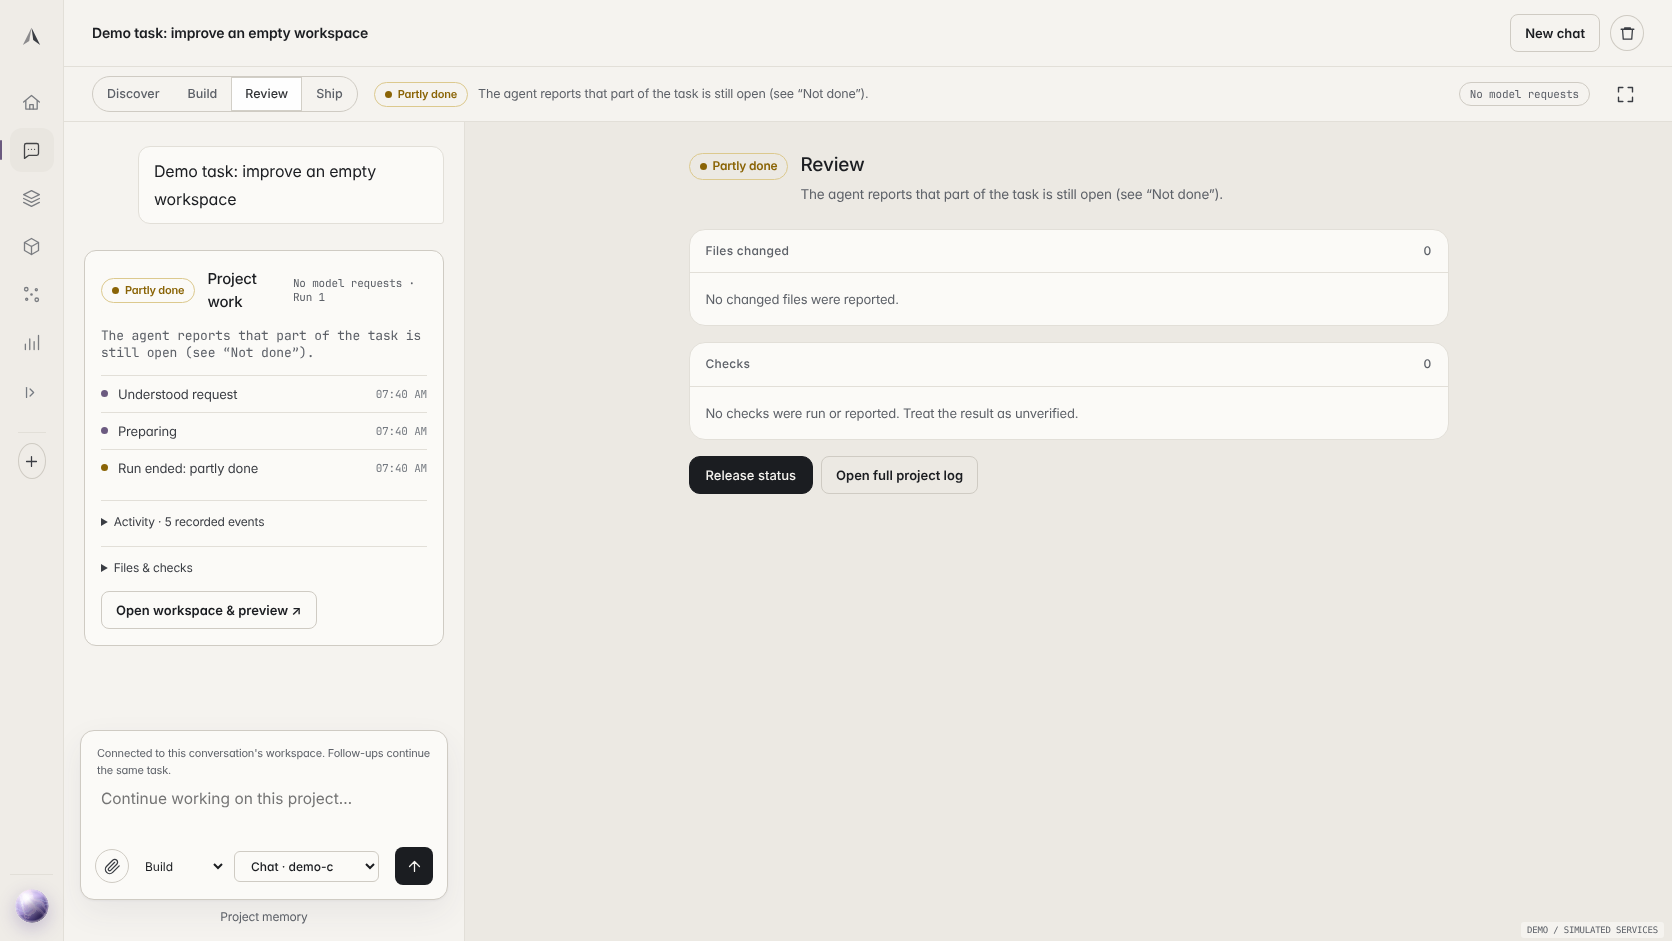 Demo task: improve an empty workspace
New chat
Discover
Build
Review
Ship
Partly done
The agent reports that part of the task is still open (see “Not done”).
No model requests
Demo task: improve an empty
workspace
Partly done
Project
work
No model requests ·
Run 1
The agent reports that part of the task is
still open (see “Not done”).
Understood request
07:40 AM
Preparing
07:40 AM
Run ended: partly done
07:40 AM
Activity · 5 recorded events
Files & checks
Open workspace & preview ↗
Connected to this conversation's workspace. Follow-ups continue
the same task.
Continue working on this project...
Build
Chat · demo-c
Project memory
Partly done
Review
The agent reports that part of the task is still open (see “Not done”).
Files changed
0
No changed files were reported.
Checks
0
No checks were run or reported. Treat the result as unverified.
Release status
Open full project log
DEMO / SIMULATED SERVICES